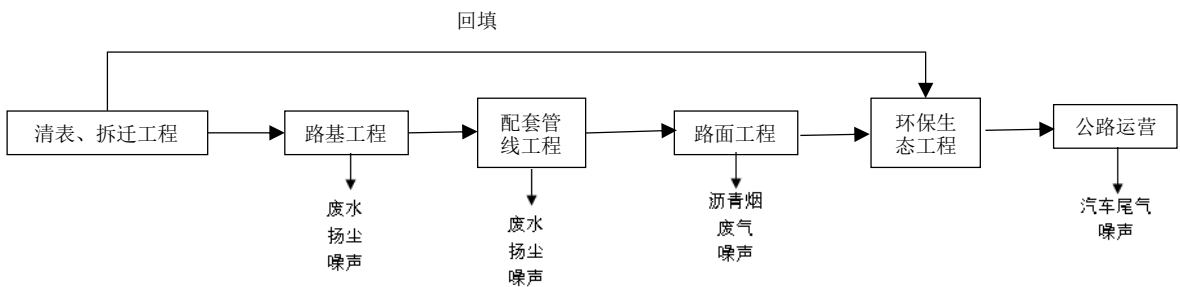 回填
清表、拆迁工程
路基工程
配套管
线工程
路面工程
环保生
态工程
公路运营
废水
扬尘
噪声
废水
扬尘
噪声
沥青烟
废气
噪声
汽车尾气
噪声